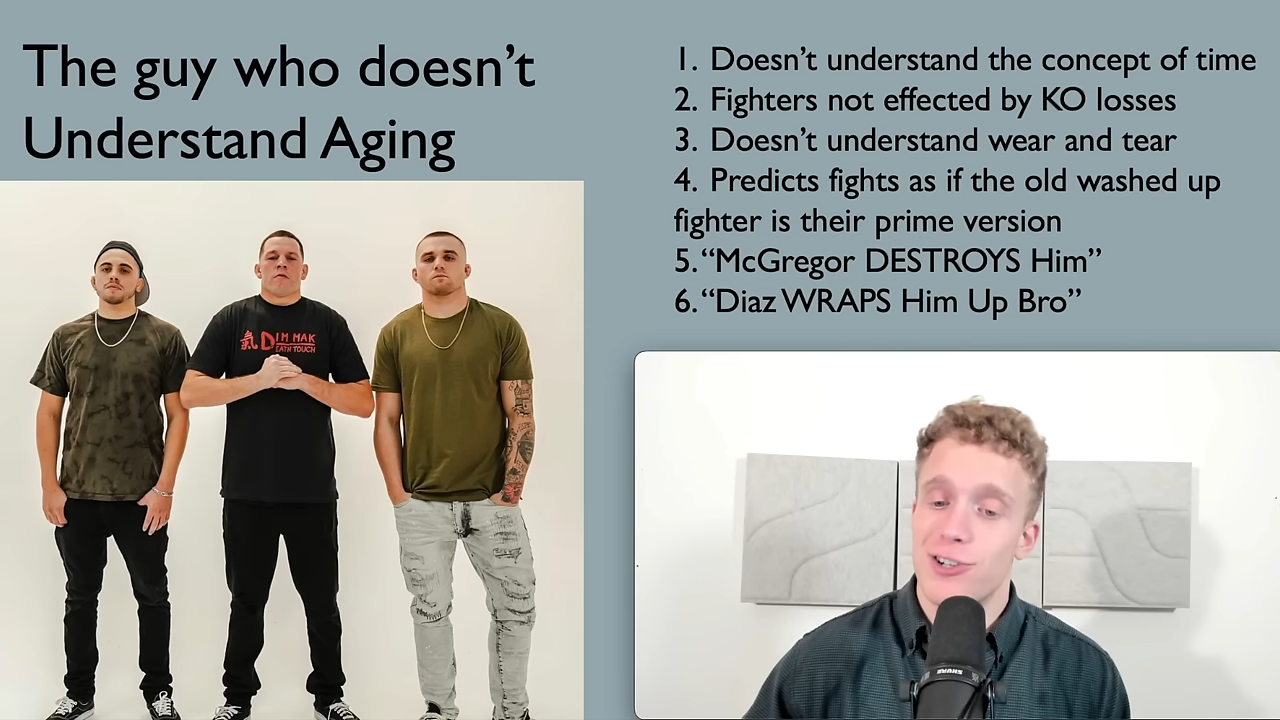 The guy who doesn’t
Understand Aging
1. Doesn’t understand the concept of time
2. Fighters not effected by KO losses
3. Doesn’t understand wear and tear
4. Predicts fights as if the old washed up
fighter is their prime version
5. “McGregor DESTROYS Him”
6. “Diaz WRAPS Him Up Bro”
DIM MAK
EATH TOUCH
SHURE